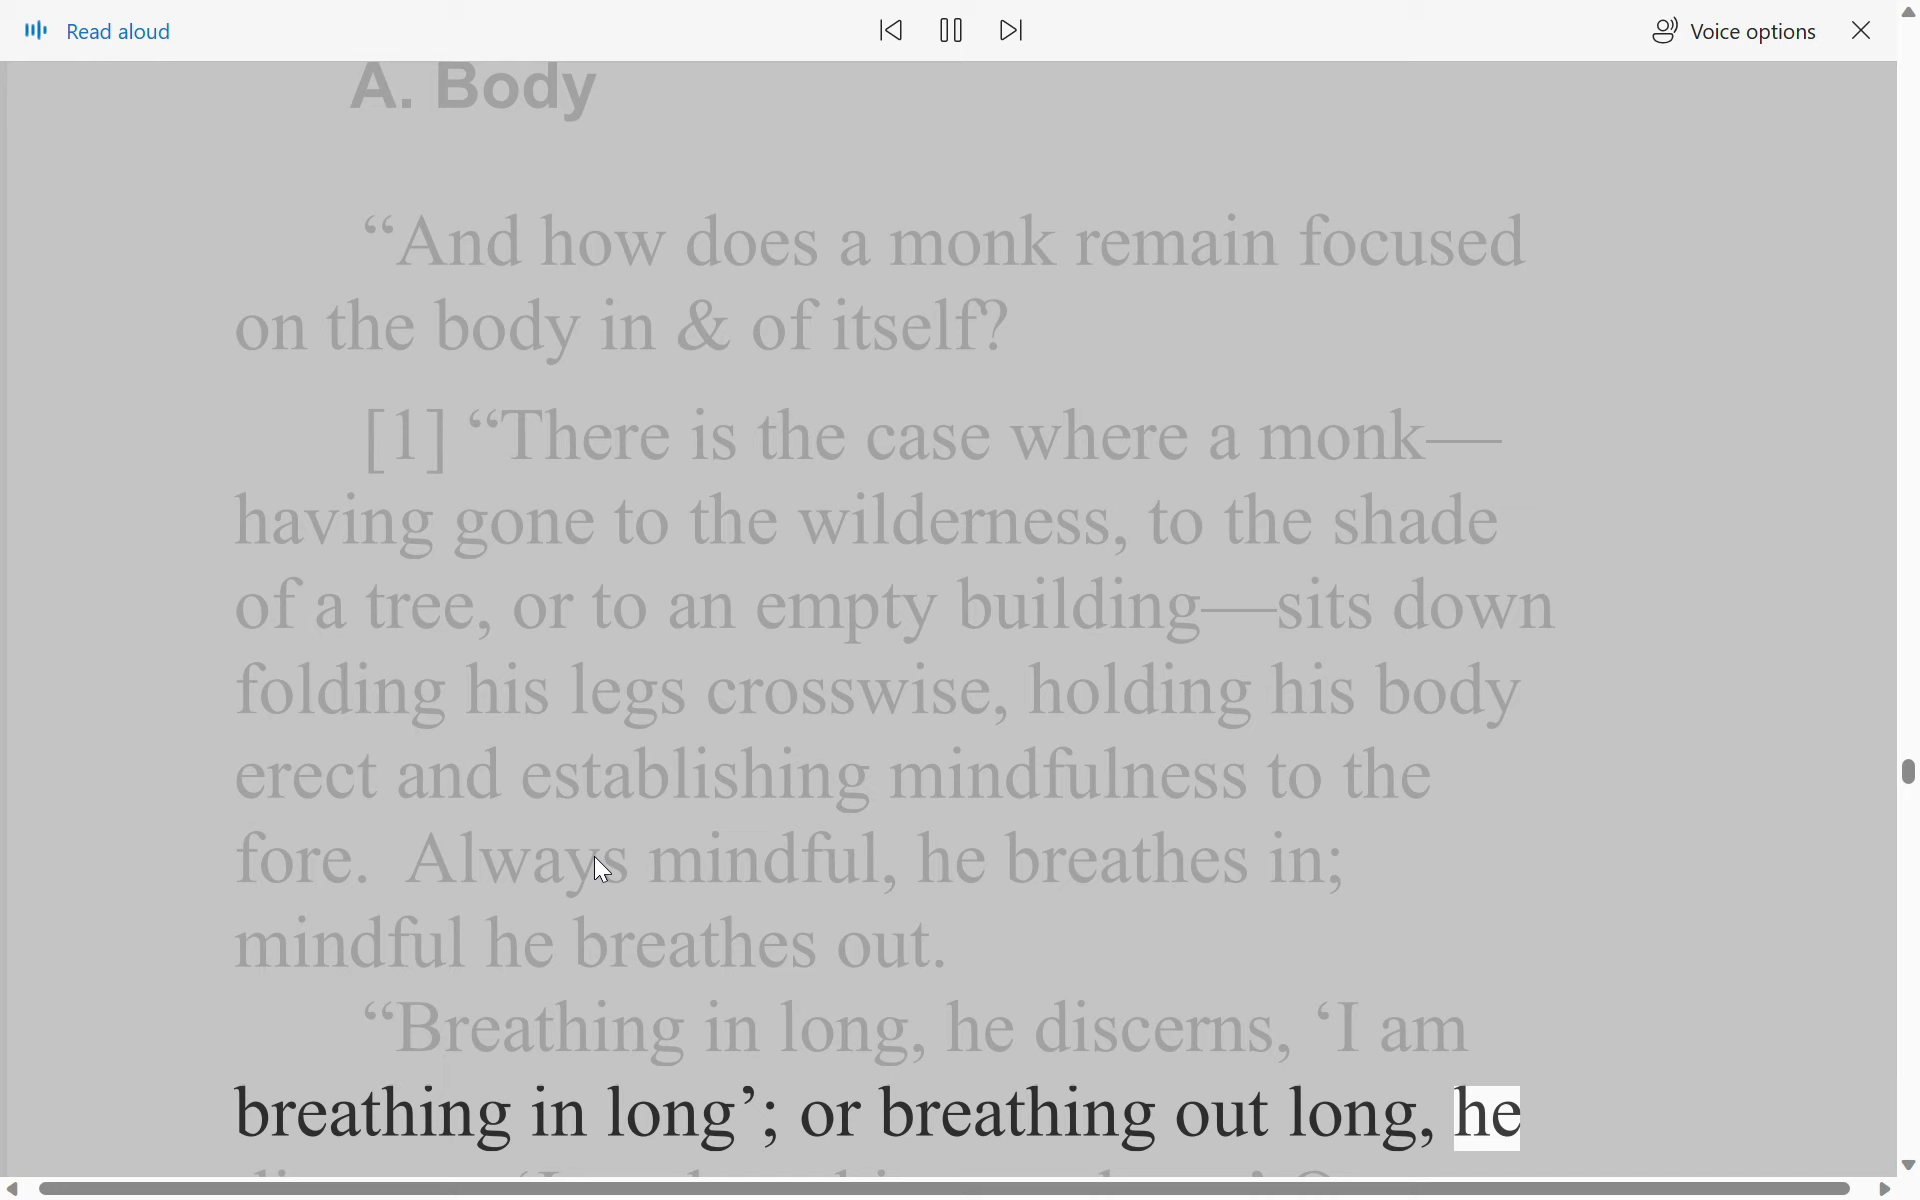 Read aloud
Voice options
A. Body
“And how does a monk remain focused
on the body in & of itself?
[1] “There is the case where a monk—
having gone to the wilderness, to the shade
of a tree, or to an empty building—sits down
folding his legs crosswise, holding his body
erect and establishing mindfulness to the
fore.  Always mindful, he breathes in;
mindful he breathes out.
“Breathing in long, he discerns, ‘I am
breathing in long’; or breathing out long, he